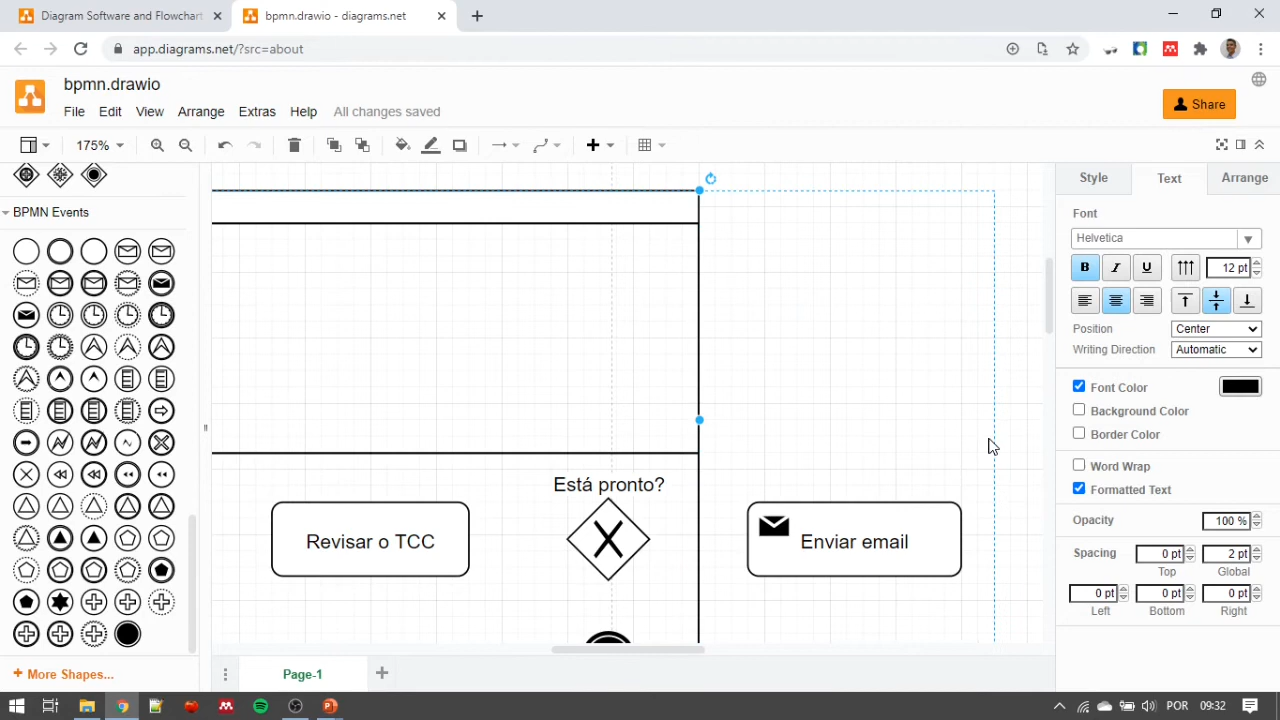 Diagram Software and Flowchart
bpmn.drawio - diagrams.net
app.diagrams.net/?src=about
bpmn.drawio
File Edit View Arrange Extras Help All changes saved
Share
175%
BPMN Events
Style Text Arrange
Font
Helvetica
B I U 12 pt
Position Center
Writing Direction Automatic
Font Color
Background Color
Border Color
Word Wrap
Formatted Text
Opacity 100 %
Spacing 0 pt 2 pt
Top Global
0 pt 0 pt 0 pt
Left Bottom Right
Está pronto?
Revisar o TCC
Enviar email
+ More Shapes...
Page-1
POR 09:32